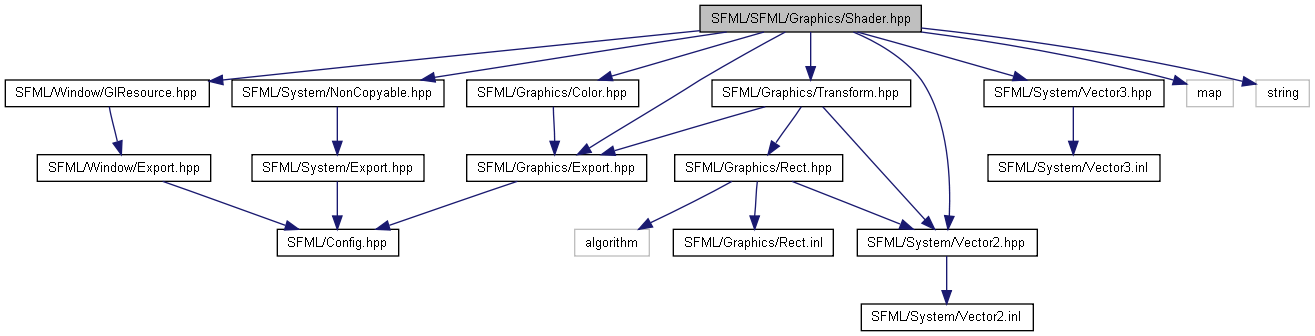 SFML/SFML/Graphics/Shader.hpp
SFML/Window/GlResource.hpp
SFML/System/NonCopyable.hpp
SFML/Graphics/Color.hpp
SFML/Graphics/Transform.hpp
SFML/System/Vector3.hpp
map
string
SFML/Window/Export.hpp
SFML/System/Export.hpp
SFML/Graphics/Export.hpp
SFML/Graphics/Rect.hpp
SFML/System/Vector3.inl
SFML/Config.hpp
algorithm
SFML/Graphics/Rect.inl
SFML/System/Vector2.hpp
SFML/System/Vector2.inl